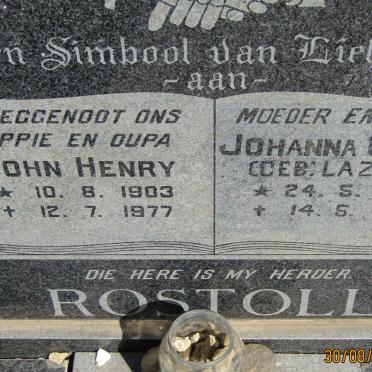 n Simbool van Lief
-aan-
EGGENOOT ONS
PPIE EN OUPA
JOHN HENRY
★ 10. 8. 1903
✝ 12. 7. 1977
MOEDER EN
JOHANNA
(GEB: LAZ
★ 24. 5.
✝ 14. 5.
DIE HERE IS MY HERDER.
ROSTOLL
30/08/